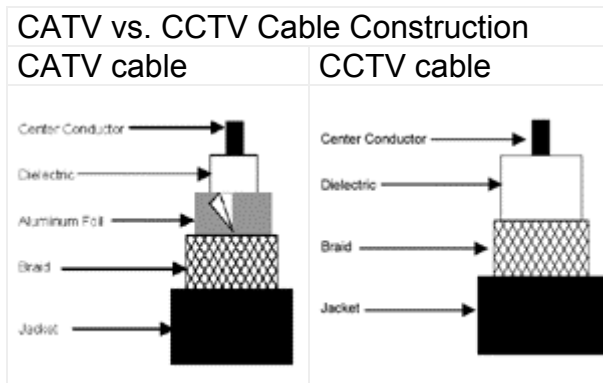 CATV vs. CCTV Cable Construction
CATV cable
CCTV cable
Center Conductor
Dielectric
Aluminum Foil
Braid
Jacket
Center Conductor
Dielectric
Braid
Jacket